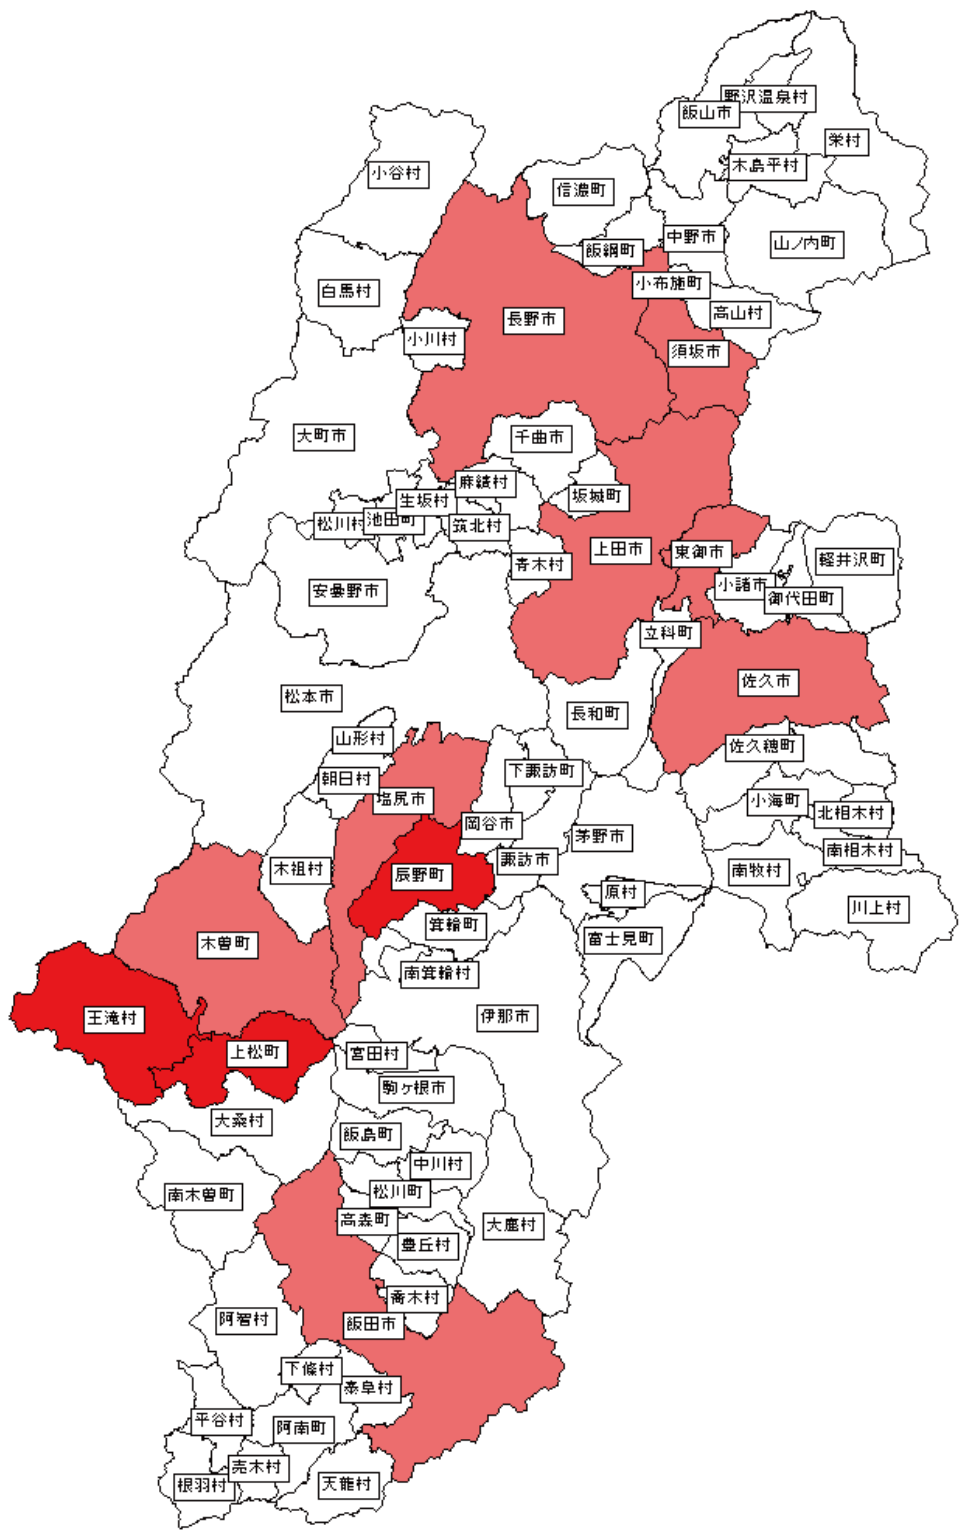 野沢温泉村
飯山市
栄村
木島平村
小谷村
信濃町
中野市
山ノ内町
飯綱町
小布施町
白馬村
高山村
長野市
小川村
須坂市
大町市
千曲市
麻績村
坂城町
生坂村
池田町
松川村
筑北村
上田市
東御市
青木村
軽井沢町
小諸市
御代田町
安曇野市
立科町
佐久市
松本市
長和町
山形村
佐久穂町
下諏訪町
朝日村
塩尻市
小海町
北相木村
岡谷市
茅野市
諏訪市
南相木村
木祖村
辰野町
南牧村
原村
川上村
箕輪町
富士見町
木曽町
南箕輪村
王滝村
伊那市
上松町
宮田村
駒ヶ根市
大桑村
飯島町
中川村
松川町
南木曽町
高森町
大鹿村
豊丘村
喬木村
阿智村
飯田市
下條村
泰阜村
平谷村
阿南町
売木村
根羽村
天龍村